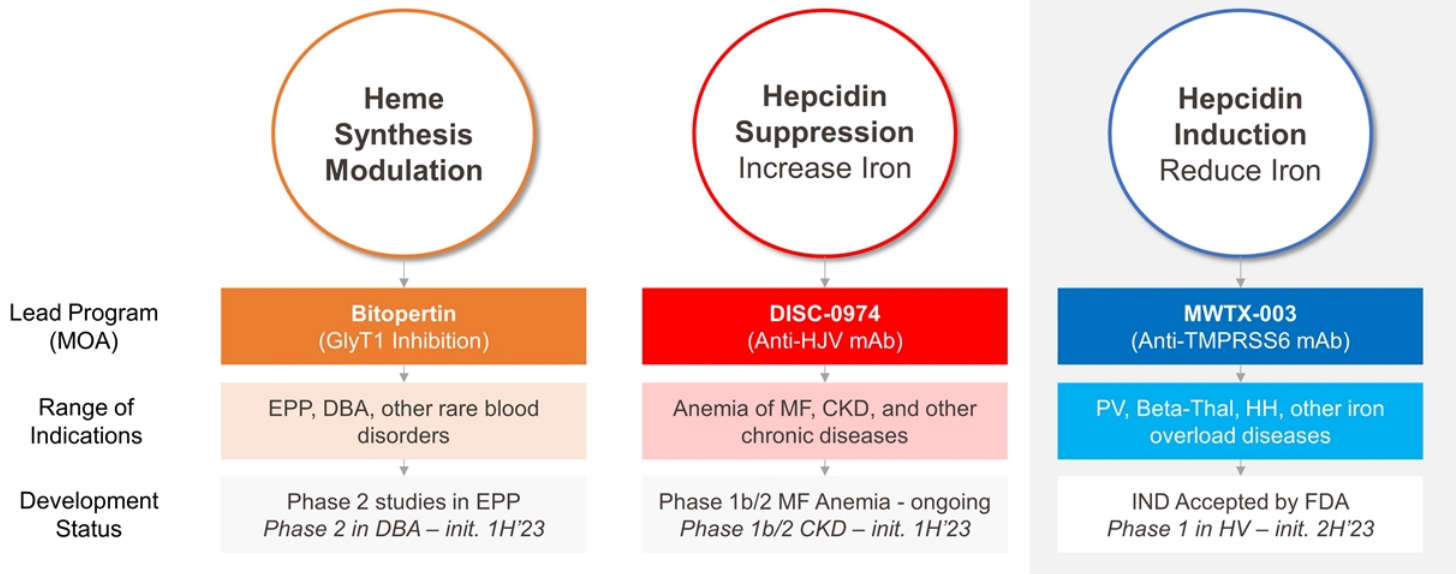 Heme
Synthesis
Modulation
Hepcidin
Suppression
Increase Iron
Hepcidin
Induction
Reduce Iron
Lead Program
(MOA)
Bitopertin
(GlyT1 Inhibition)
DISC-0974
(Anti-HJV mAb)
MWTX-003
(Anti-TMPRSS6 mAb)
Range of
Indications
EPP, DBA, other rare blood
disorders
Anemia of MF, CKD, and other
chronic diseases
PV, Beta-Thal, HH, other iron
overload diseases
Development
Status
Phase 2 studies in EPP
Phase 2 in DBA – init. 1H’23
Phase 1b/2 MF Anemia - ongoing
Phase 1b/2 CKD – init. 1H’23
IND Accepted by FDA
Phase 1 in HV – init. 2H’23